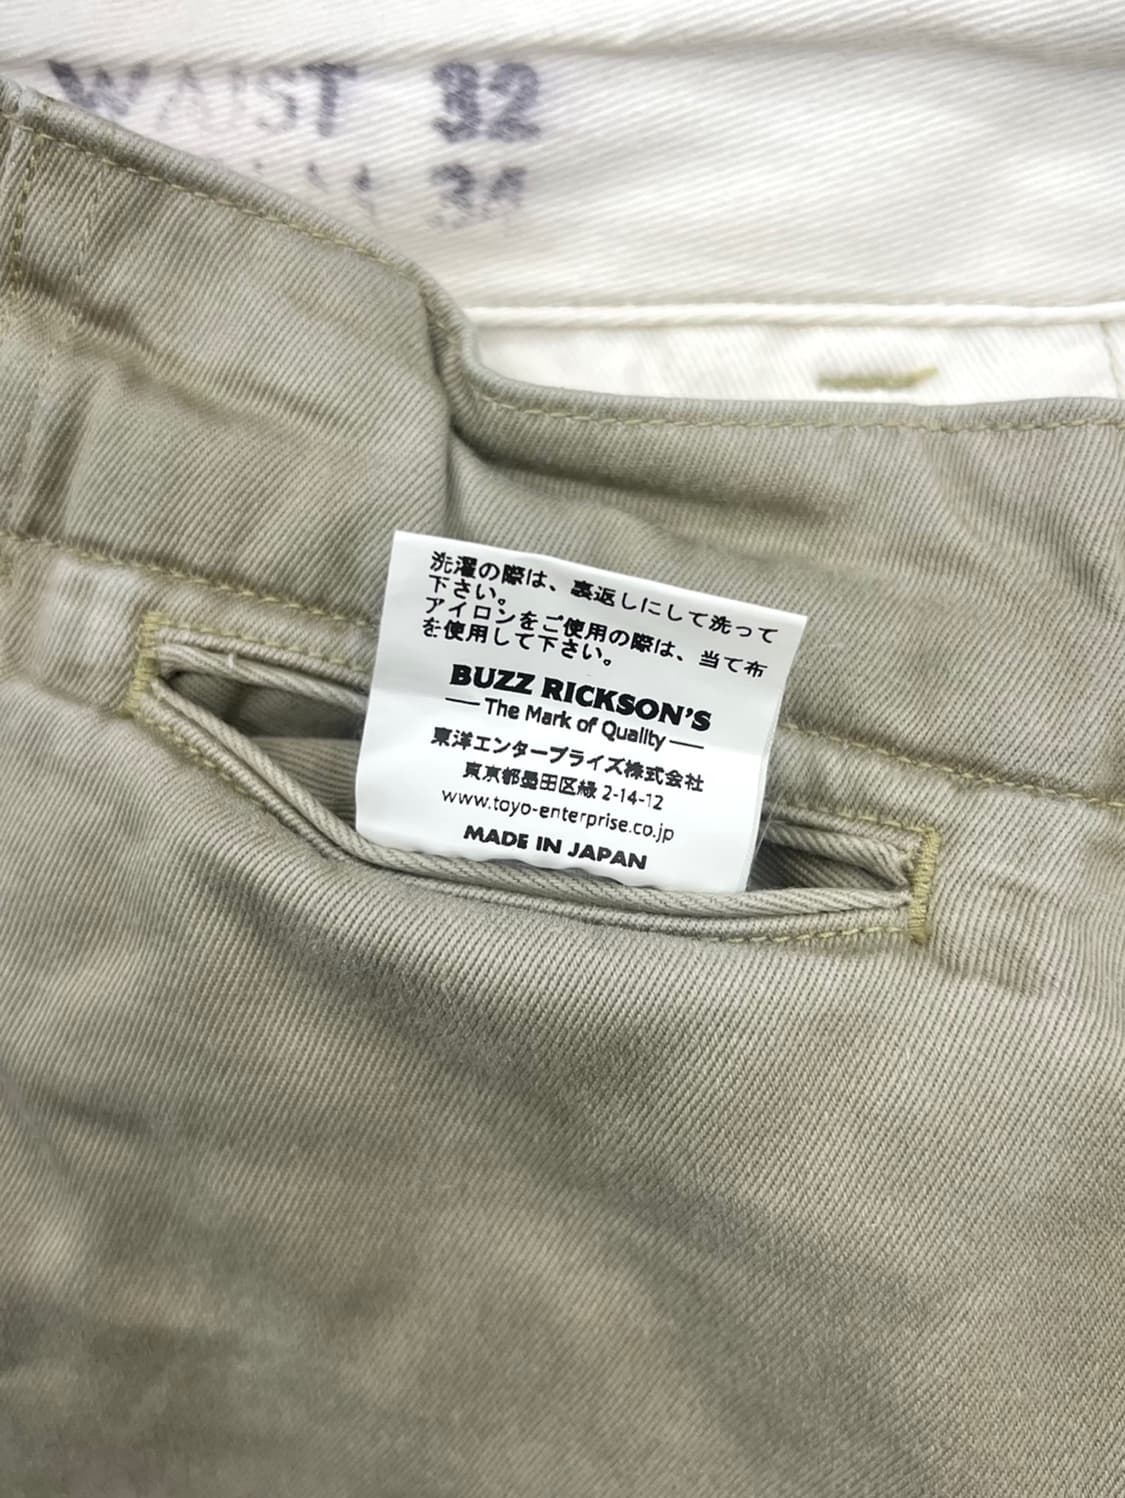 WAIST 32
34
洗濯の際は、裏返しにして洗って
下さい。
アイロンをご使用の際は、当て布
を使用して下さい。
BUZZ RICKSON'S
The Mark of Quality
東洋エンタープライズ株式会社
東京都墨田区緑 2-14-12
www.toyo-enterprise.co.jp
MADE IN JAPAN